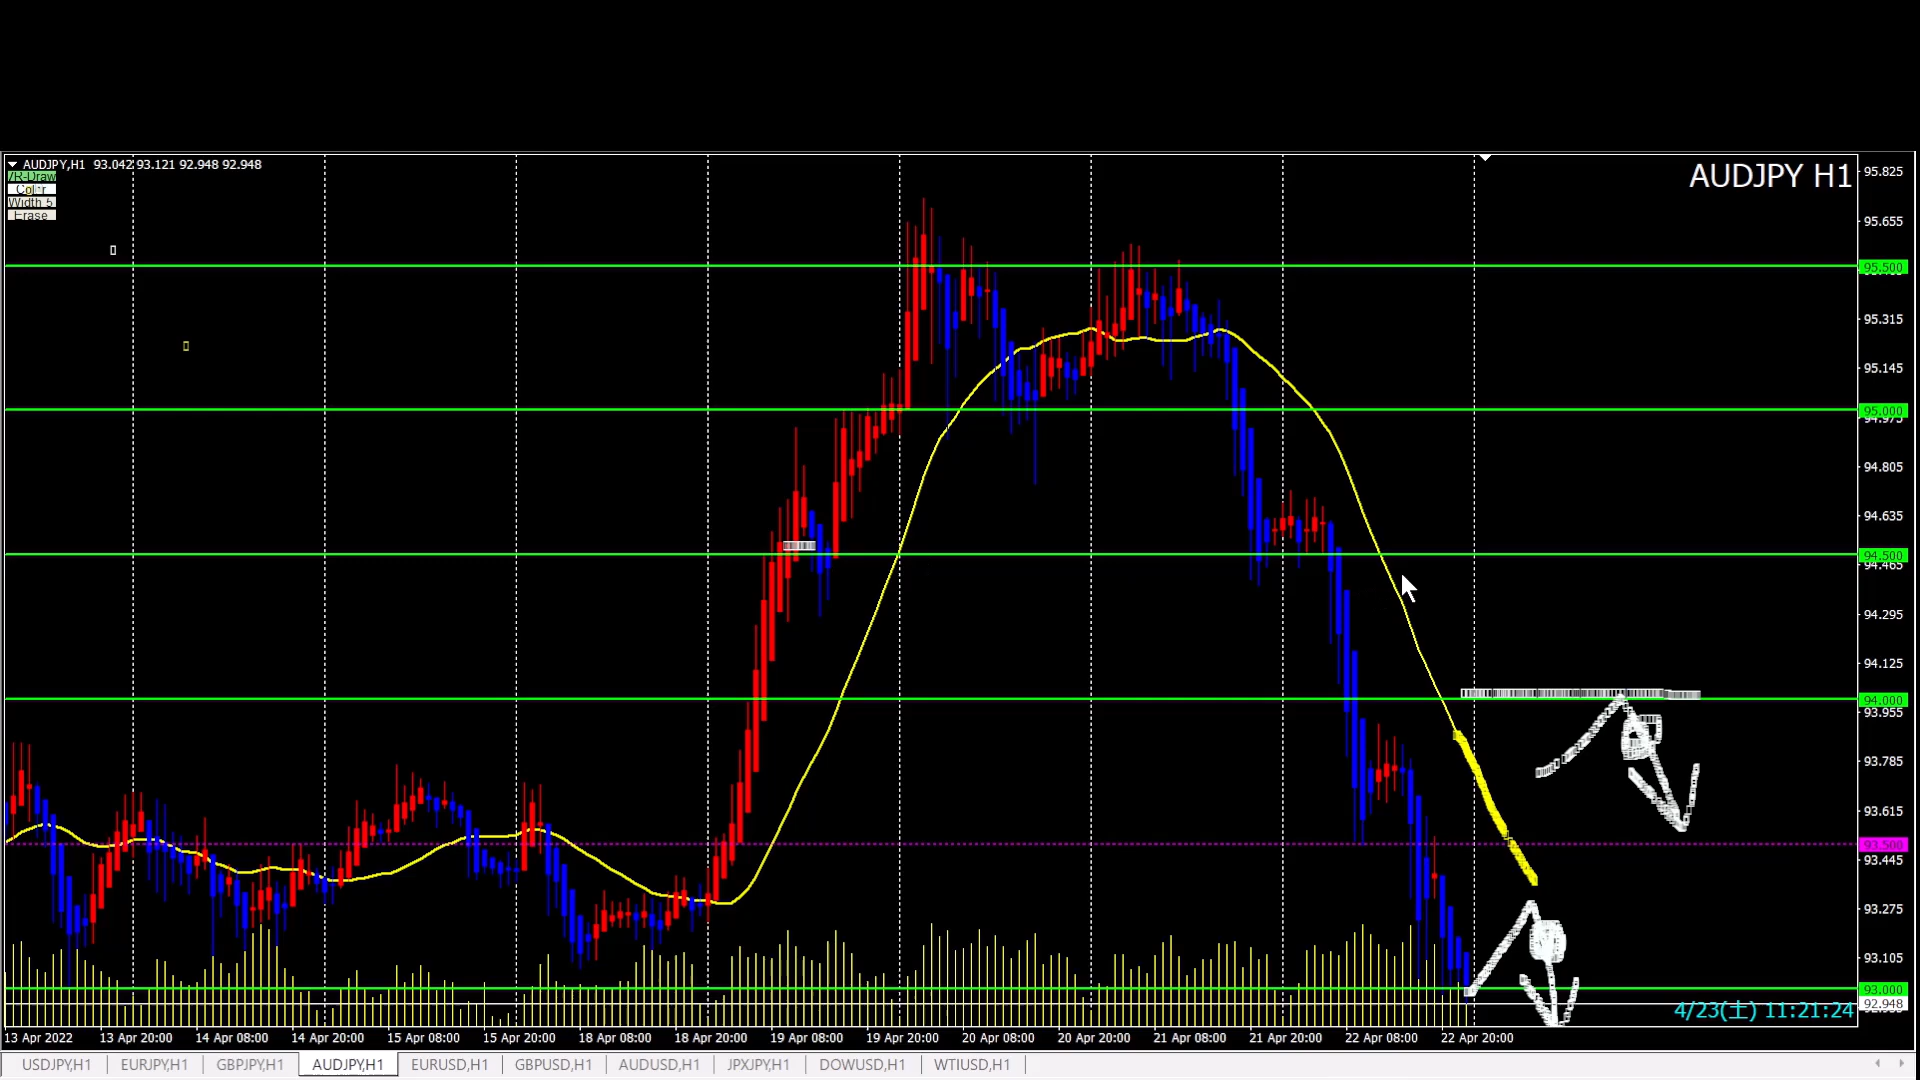 AUDJPY,H1 93.042 93.121 92.948 92.948
AUDJPY H1
Color
Width 5
Erase
95.825
95.655
95.500
95.315
95.145
95.000
94.975
94.805
94.635
94.500
94.465
94.295
94.125
94.000
93.955
93.785
93.615
93.500
93.445
93.275
93.105
93.000
92.948
4/23(土) 11:21:24
13 Apr 2022 13 Apr 20:00 14 Apr 08:00 14 Apr 20:00 15 Apr 08:00 15 Apr 20:00 18 Apr 08:00 18 Apr 20:00 19 Apr 08:00 19 Apr 20:00 20 Apr 08:00 20 Apr 20:00 21 Apr 08:00 21 Apr 20:00 22 Apr 08:00 22 Apr 20:00
USDJPY,H1 EURJPY,H1 GBPJPY,H1 AUDJPY,H1 EURUSD,H1 GBPUSD,H1 AUDUSD,H1 JPXJPY,H1 DOWUSD,H1 WTIUSD,H1